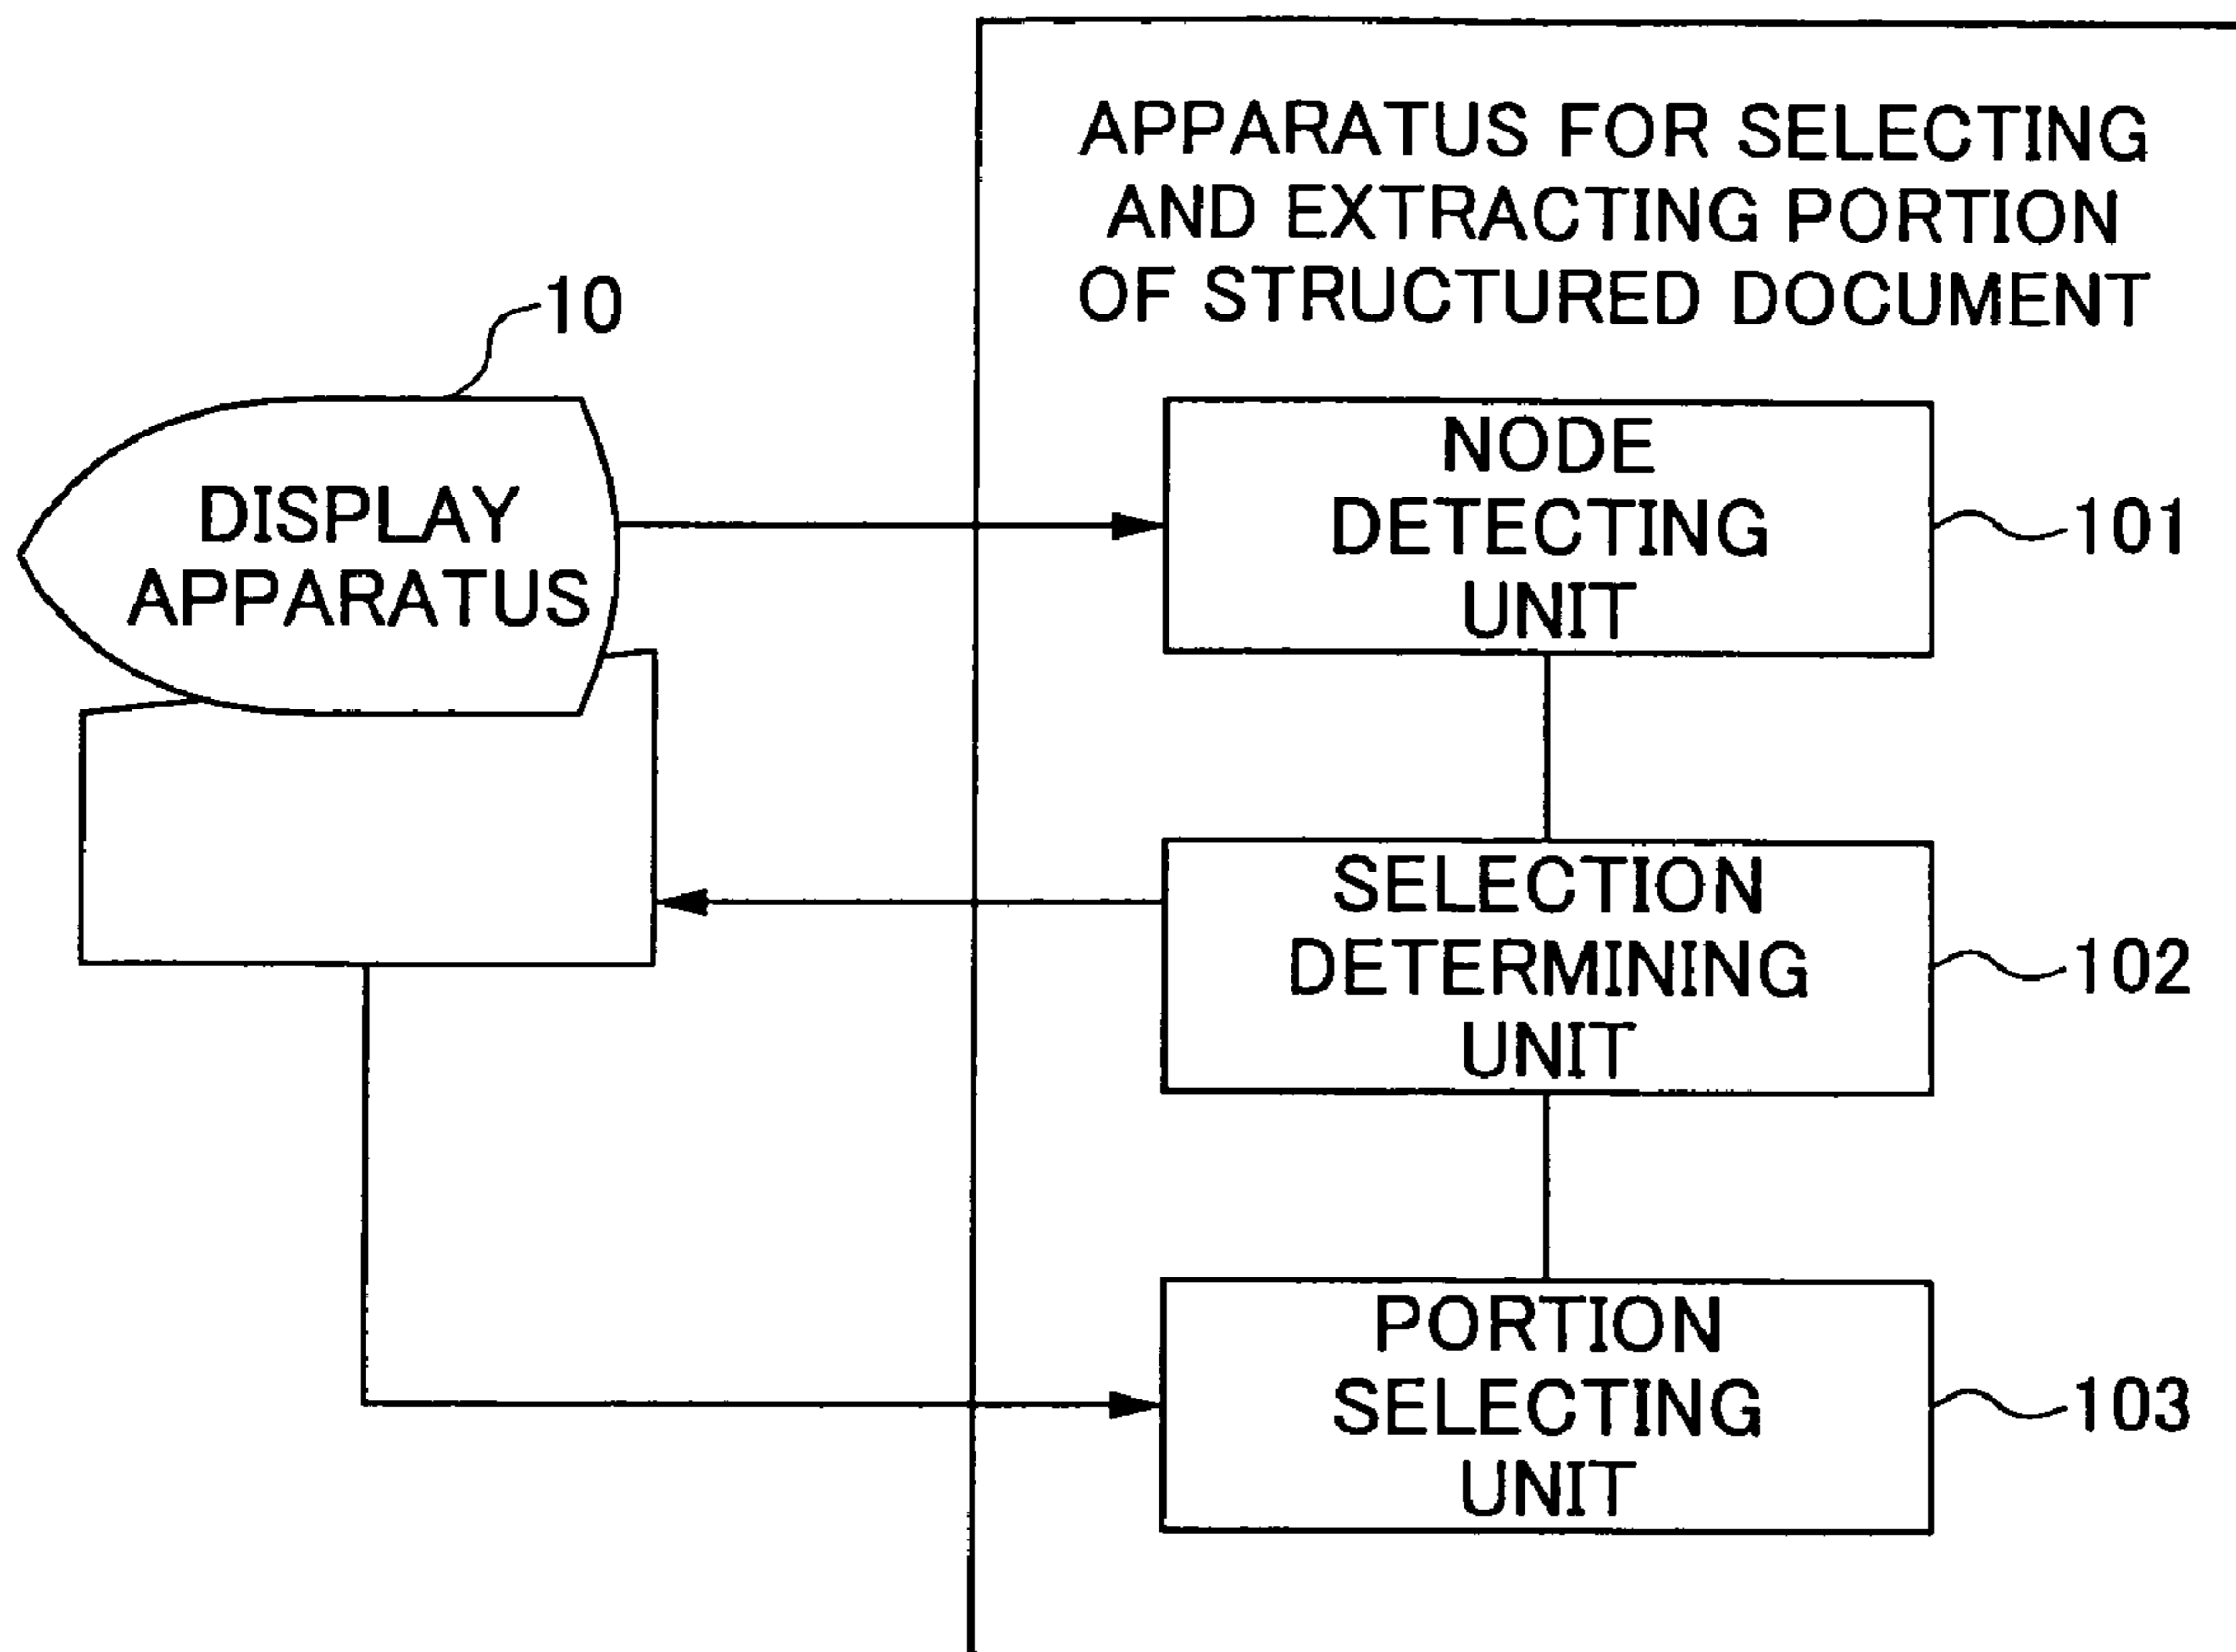 APPARATUS FOR SELECTING
AND EXTRACTING PORTION
OF STRUCTURED DOCUMENT
10
DISPLAY
APPARATUS
NODE
DETECTING
UNIT
101
SELECTION
DETERMINING
UNIT
102
PORTION
SELECTING
UNIT
103